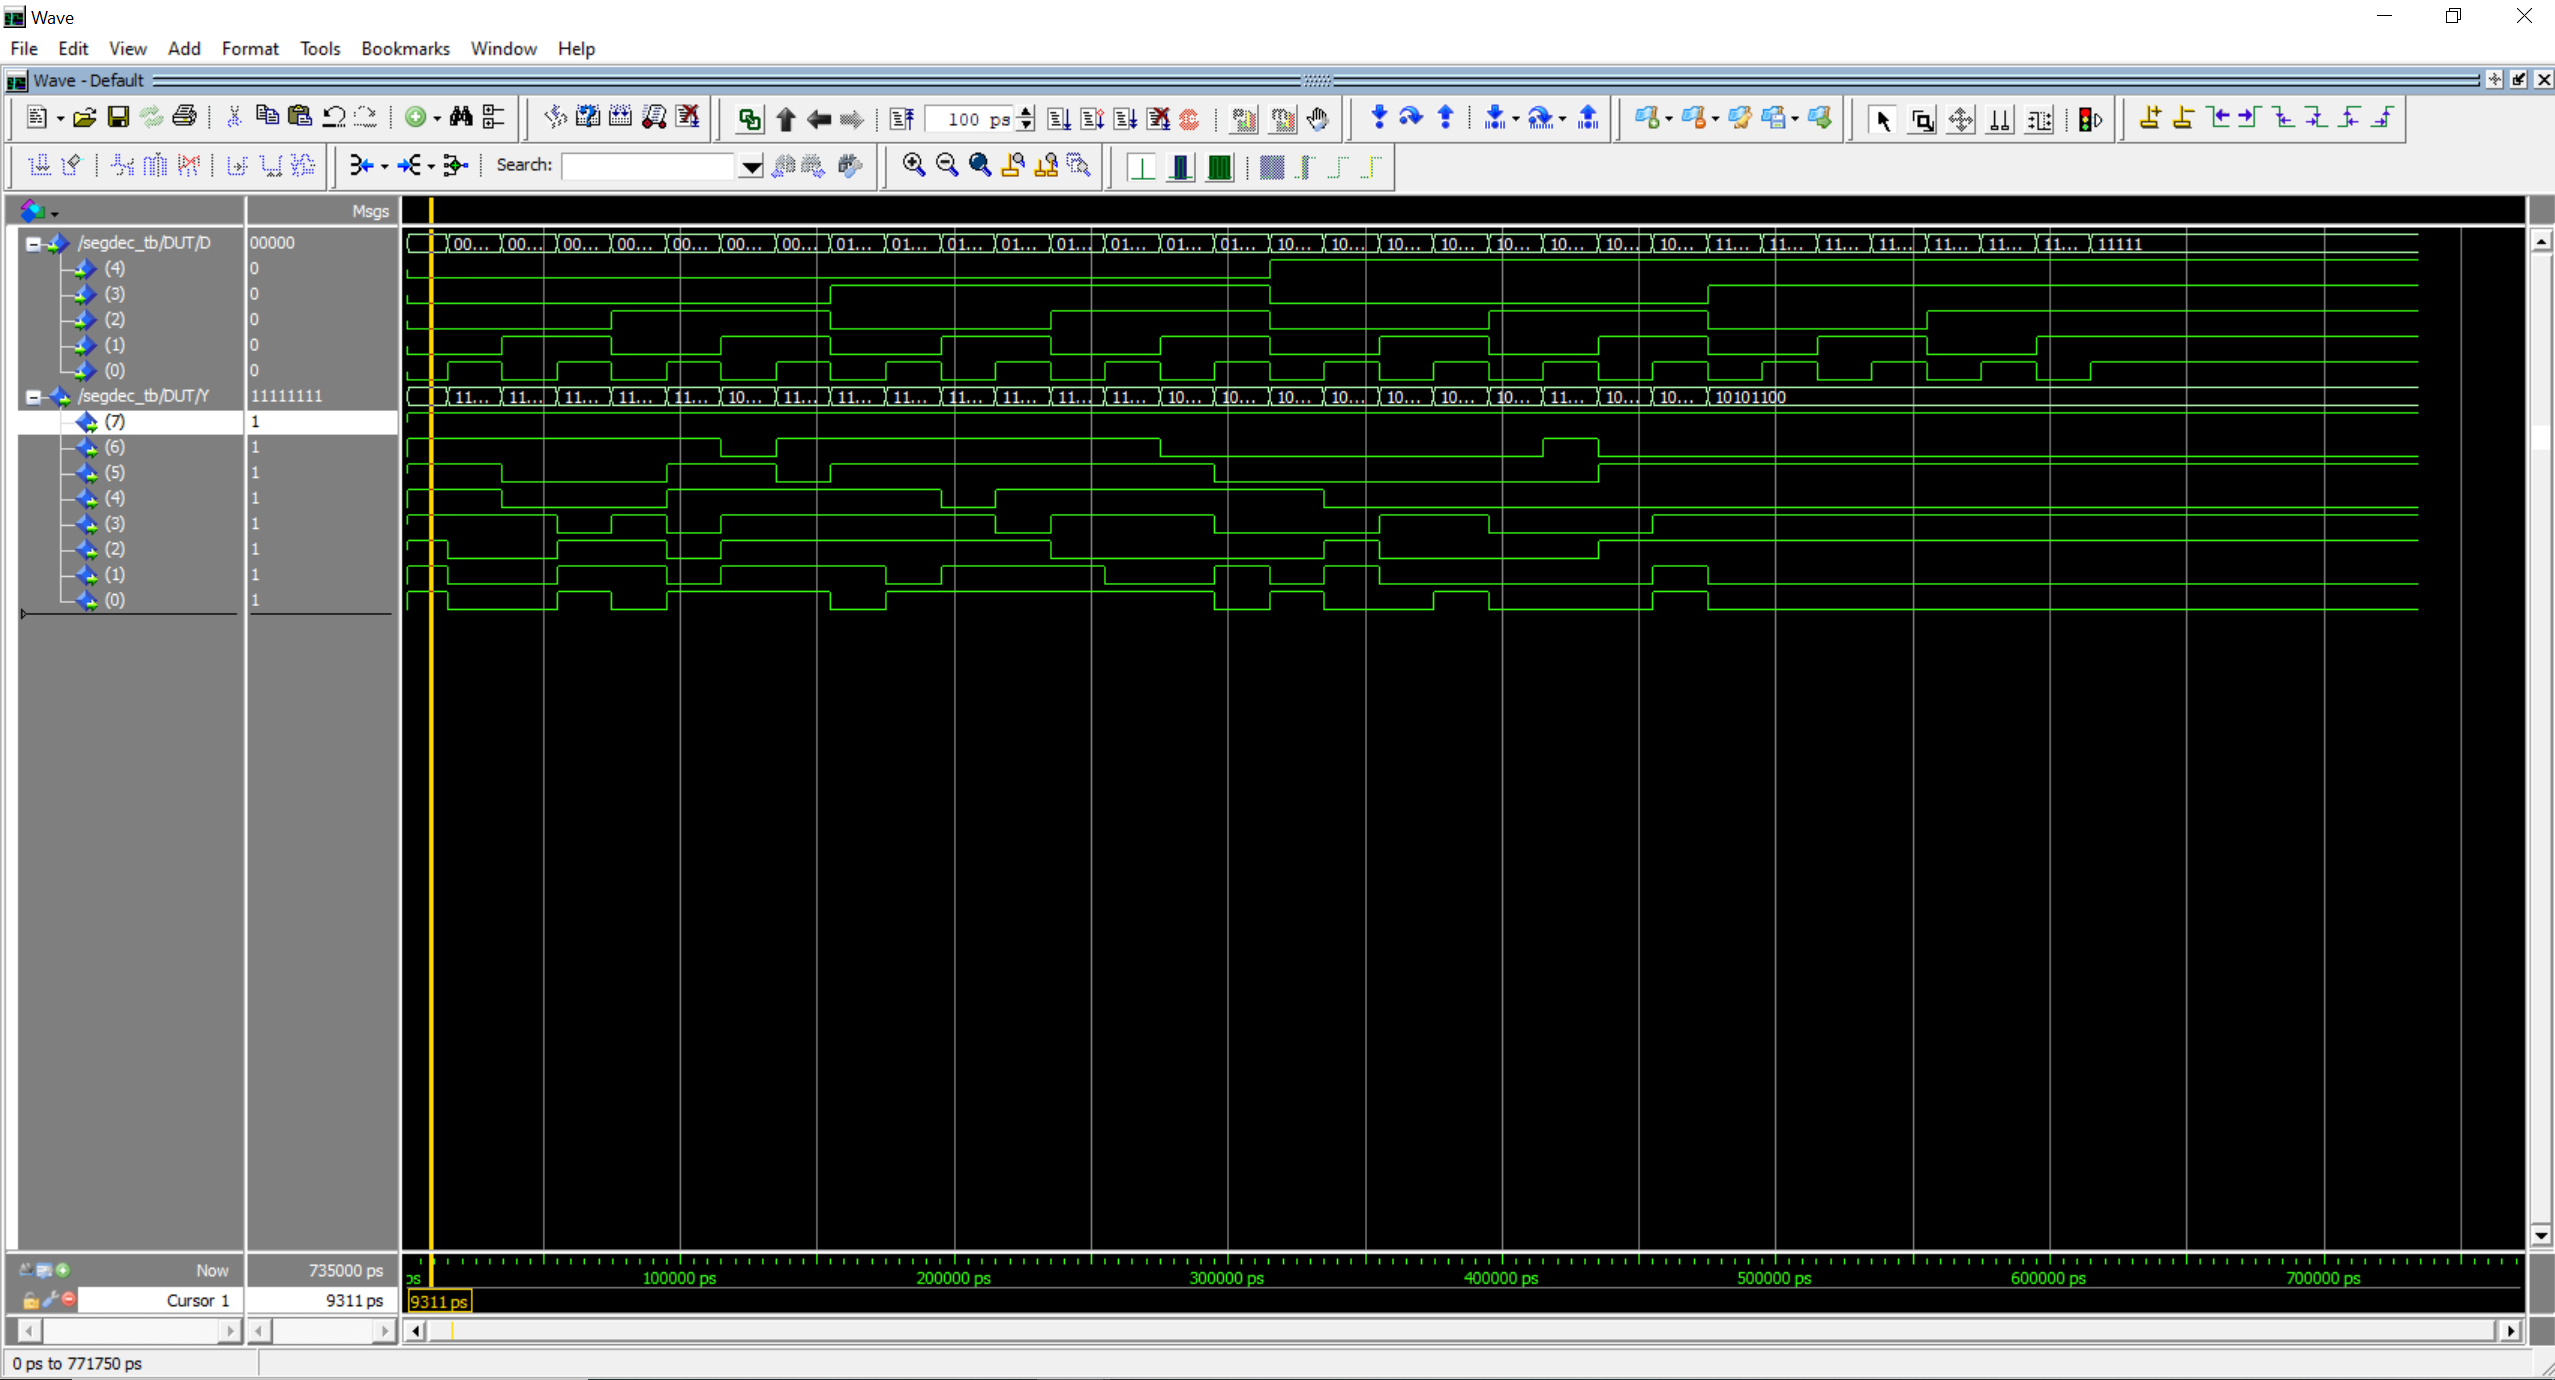 Wave
File Edit View Add Format Tools Bookmarks Window Help
Wave - Default
100 ps
Search:
Msgs
/segdec_tb/DUT/D 00000 00... 00... 00... 00... 00... 00... 00... 01... 01... 01... 01... 01... 01... 01... 01... 10... 10... 10... 10... 10... 10... 10... 10... 11... 11... 11... 11... 11... 11... 11... 11111
(4) 0
(3) 0
(2) 0
(1) 0
(0) 0
/segdec_tb/DUT/Y 11111111 11... 11... 11... 11... 11... 10... 11... 11... 11... 11... 11... 11... 11... 10... 10... 10... 10... 10... 10... 10... 11... 10... 10... 10101100
(7) 1
(6) 1
(5) 1
(4) 1
(3) 1
(2) 1
(1) 1
(0) 1
Now 735000 ps ps 100000 ps 200000 ps 300000 ps 400000 ps 500000 ps 600000 ps 700000 ps
Cursor 1 9311 ps 9311 ps
0 ps to 771750 ps